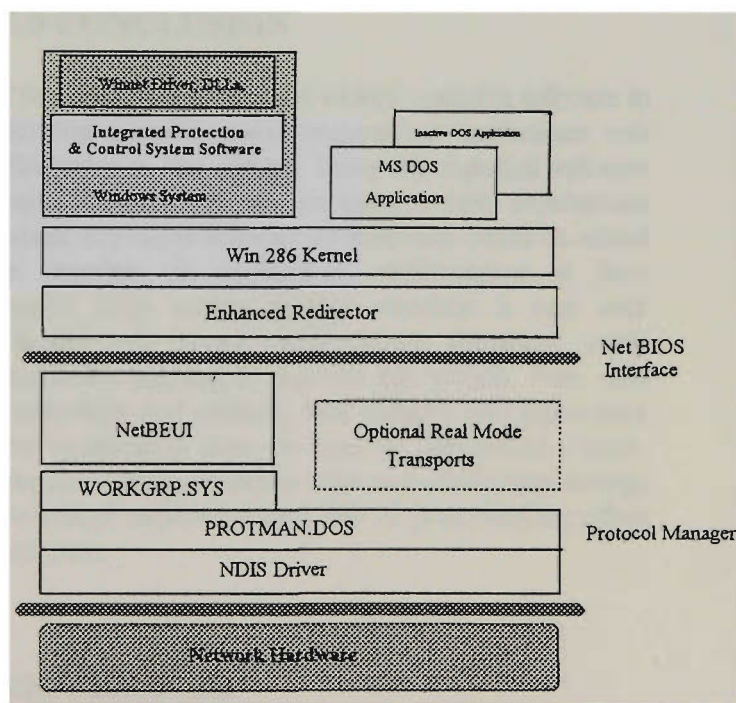 Winnet Driver, DLLs,
Integrated Protection
& Control System Software
Windows System
Inactive DOS Application
MS DOS
Application
Win 286 Kernel
Enhanced Redirector
Net BIOS
Interface
NetBEUI
Optional Real Mode
Transports
WORKGRP.SYS
PROTMAN.DOS
Protocol Manager
NDIS Driver
Network Hardware